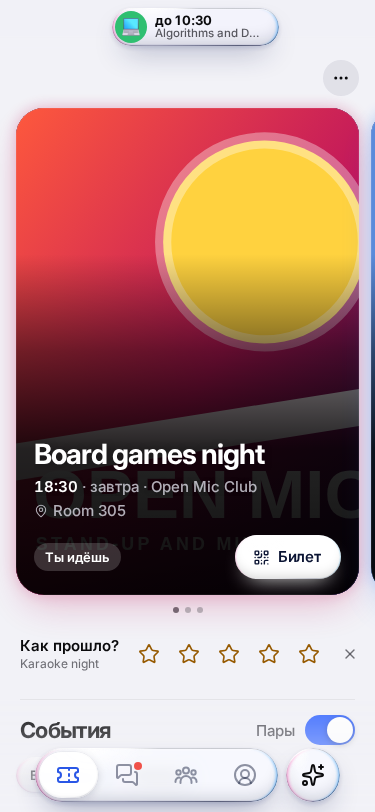 до 10:30
Algorithms and D...
OPEN MIC
Board games night
18:30 · завтра · Open Mic Club
Room 305
STAND-UP AND MU
Ты идёшь
Билет
Как прошло?
Karaoke night
События
Пары